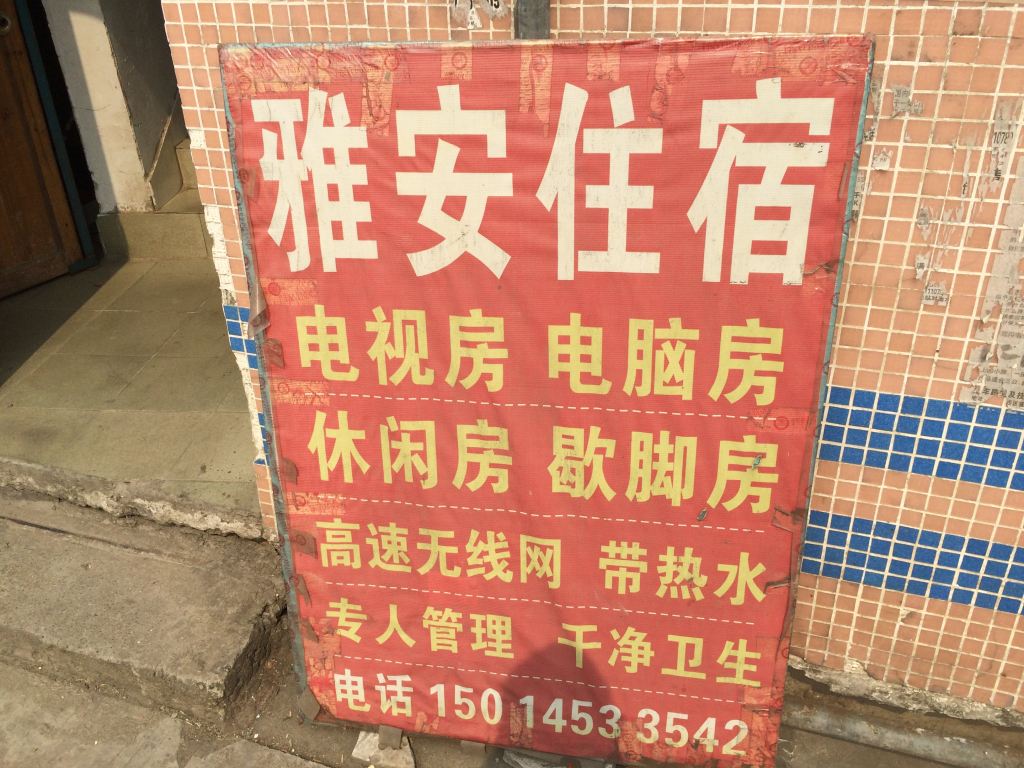 雅安住宿
电视房 电脑房
休闲房 歇脚房
高速无线网 带热水
专人管理 干净卫生
电话 150 1453 3542